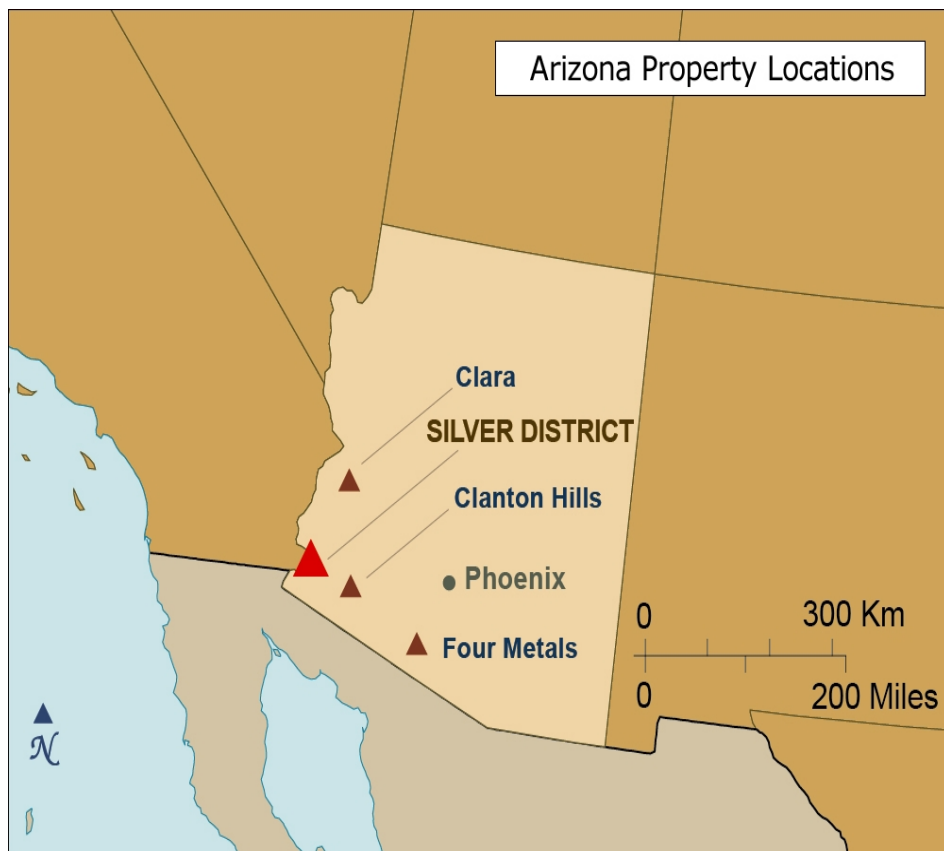 Arizona Property Locations
Clara
SILVER DISTRICT
Clanton Hills
Phoenix
Four Metals
0 300 Km
0 200 Miles
N